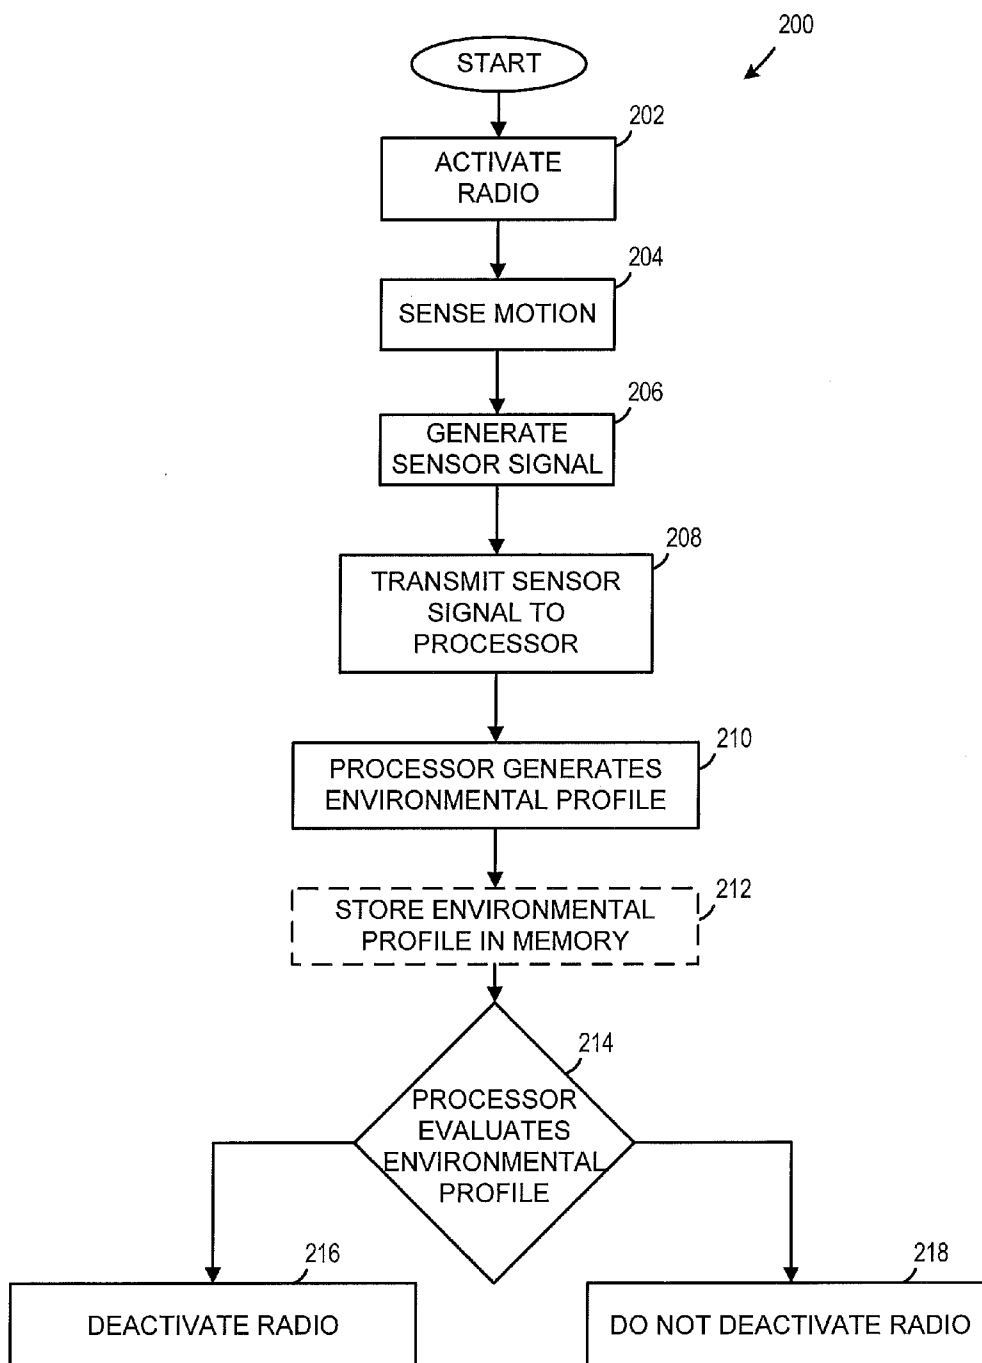 200
START
202
ACTIVATE
RADIO
204
SENSE MOTION
206
GENERATE
SENSOR SIGNAL
208
TRANSMIT SENSOR
SIGNAL TO
PROCESSOR
210
PROCESSOR GENERATES
ENVIRONMENTAL PROFILE
212
STORE ENVIRONMENTAL
PROFILE IN MEMORY
214
PROCESSOR
EVALUATES
ENVIRONMENTAL
PROFILE
216
DEACTIVATE RADIO
218
DO NOT DEACTIVATE RADIO